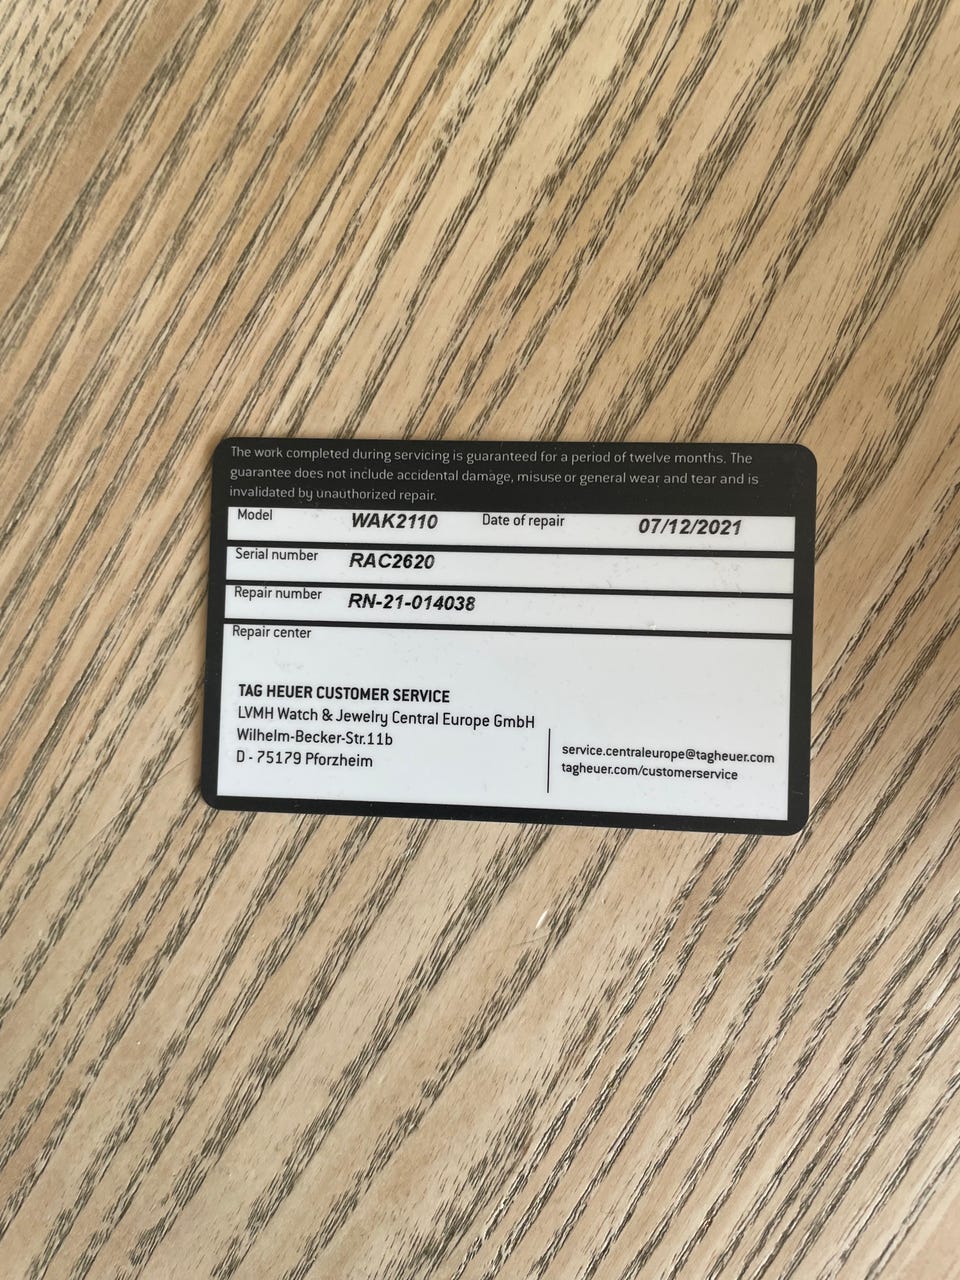 The work completed during servicing is guaranteed for a period of twelve months. The
guarantee does not include accidental damage, misuse or general wear and tear and is
invalidated by unauthorized repair.
Model WAK2110 Date of repair 07/12/2021
Serial number RAC2620
Repair number RN-21-014038
Repair center
TAG HEUER CUSTOMER SERVICE
LVMH Watch & Jewelry Central Europe GmbH
Wilhelm-Becker-Str.11b
D - 75179 Pforzheim
service.centraleurope@tagheuer.com
tagheuer.com/customerservice